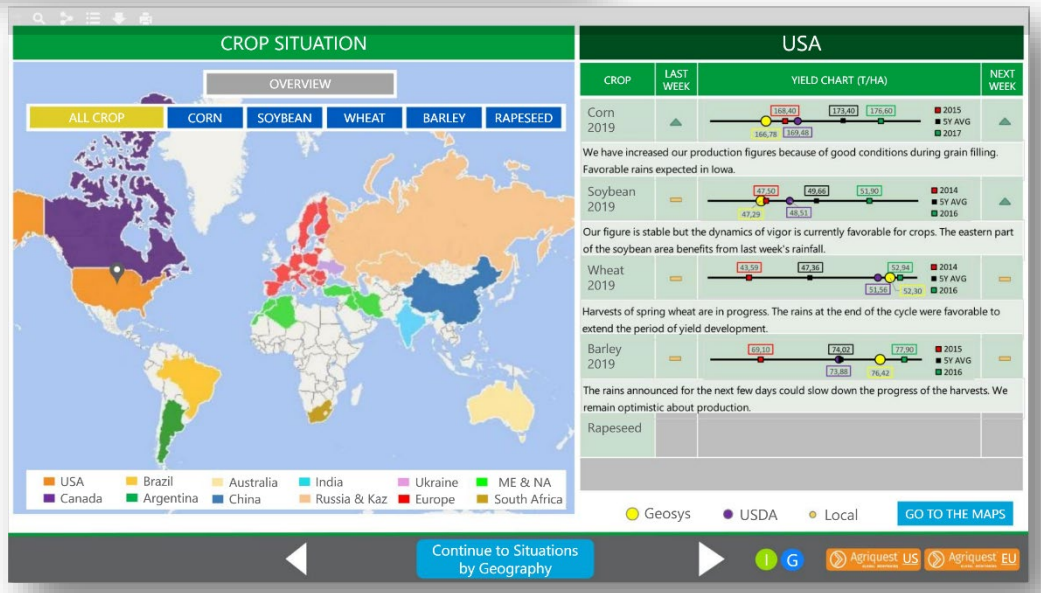 CROP SITUATION
OVERVIEW
ALL CROP
CORN
SOYBEAN
WHEAT
BARLEY
RAPESEED
USA
Brazil
Australia
India
Ukraine
ME & NA
Canada
Argentina
China
Russia & Kaz
Europe
South Africa
USA
CROP
LAST
WEEK
YIELD CHART (T/HA)
NEXT
WEEK
Corn
2019
168,40
173,40
176,60
166,78
169,48
2015
5Y AVG
2017
We have increased our production figures because of good conditions during grain filling.
Favorable rains expected in Iowa.
Soybean
2019
47,50
49,66
51,90
47,29
48,51
2014
5Y AVG
2016
Our figure is stable but the dynamics of vigor is currently favorable for crops. The eastern part
of the soybean area benefits from last week's rainfall.
Wheat
2019
43,59
47,36
52,94
51,56
52,30
2014
5Y AVG
2016
Harvests of spring wheat are in progress. The rains at the end of the cycle were favorable to
extend the period of yield development.
Barley
2019
69,10
74,02
77,90
73,88
76,42
2015
5Y AVG
2016
The rains announced for the next few days could slow down the progress of the harvests. We
remain optimistic about production.
Rapeseed
Geosys
USDA
Local
GO TO THE MAPS
Continue to Situations
by Geography
I
G
Agriquest US
Agriquest EU